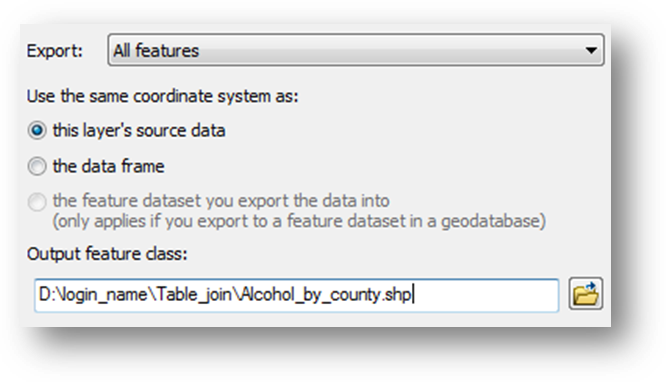 Export: All features
Use the same coordinate system as:
this layer's source data
the data frame
the feature dataset you export the data into
(only applies if you export to a feature dataset in a geodatabase)
Output feature class:
D:\login_name\Table_join\Alcohol_by_county.shp